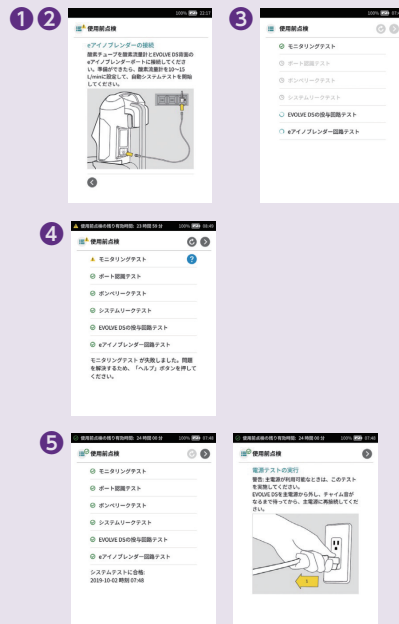 1 2
100% 22:17
使用前点検
eアイノブレンダーの接続
酸素チューブを酸素流量計とEVOLVE DS背面の
eアイノブレンダーポートに接続してくださ
い。準備ができたら、酸素流量計を10〜15
L/minに設定して、自動システムテストを開始
してください。
3
100%
使用前点検
モニタリングテスト
ポート認識テスト
ボンベリークテスト
システムリークテスト
EVOLVE DSの投与回路テスト
eアイノブレンダー回路テスト
4
使用前点検の残り有効時間: 23 時間 59 分 100% 08:49
使用前点検
モニタリングテスト ?
ポート認識テスト
ボンベリークテスト
システムリークテスト
EVOLVE DSの投与回路テスト
eアイノブレンダー回路テスト
モニタリングテスト が失敗しました。問題
を解決するため、「ヘルプ」ボタンを押して
ください。
5
使用前点検の残り有効時間: 24 時間 00 分 100% 07:48
使用前点検
モニタリングテスト
ポート認識テスト
ボンベリークテスト
システムリークテスト
EVOLVE DSの投与回路テスト
eアイノブレンダー回路テスト
システムテストに合格:
2019-10-02 時刻 07:48
使用前点検の残り有効時間: 24 時間 00 分 100% 07:48
使用前点検
電源テストの実行
警告: 主電源が利用可能なときは、このテスト
を実施してください。
EVOLVE DSを主電源から外し、チャイム音が
なるまで待ってから、主電源に再接続してくだ
さい。
1